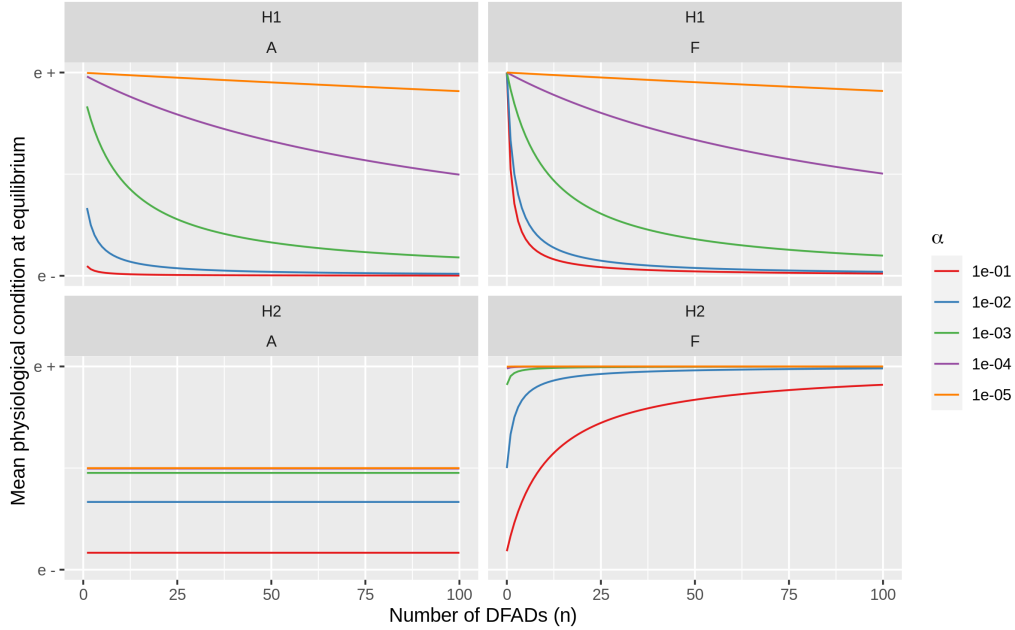 H1
A
H1
F
e +
e -
H2
A
H2
F
e +
e -
0
25
50
75
100
0
25
50
75
100
Number of DFADs (n)
Mean physiological condition at equilibrium
α
1e-01
1e-02
1e-03
1e-04
1e-05